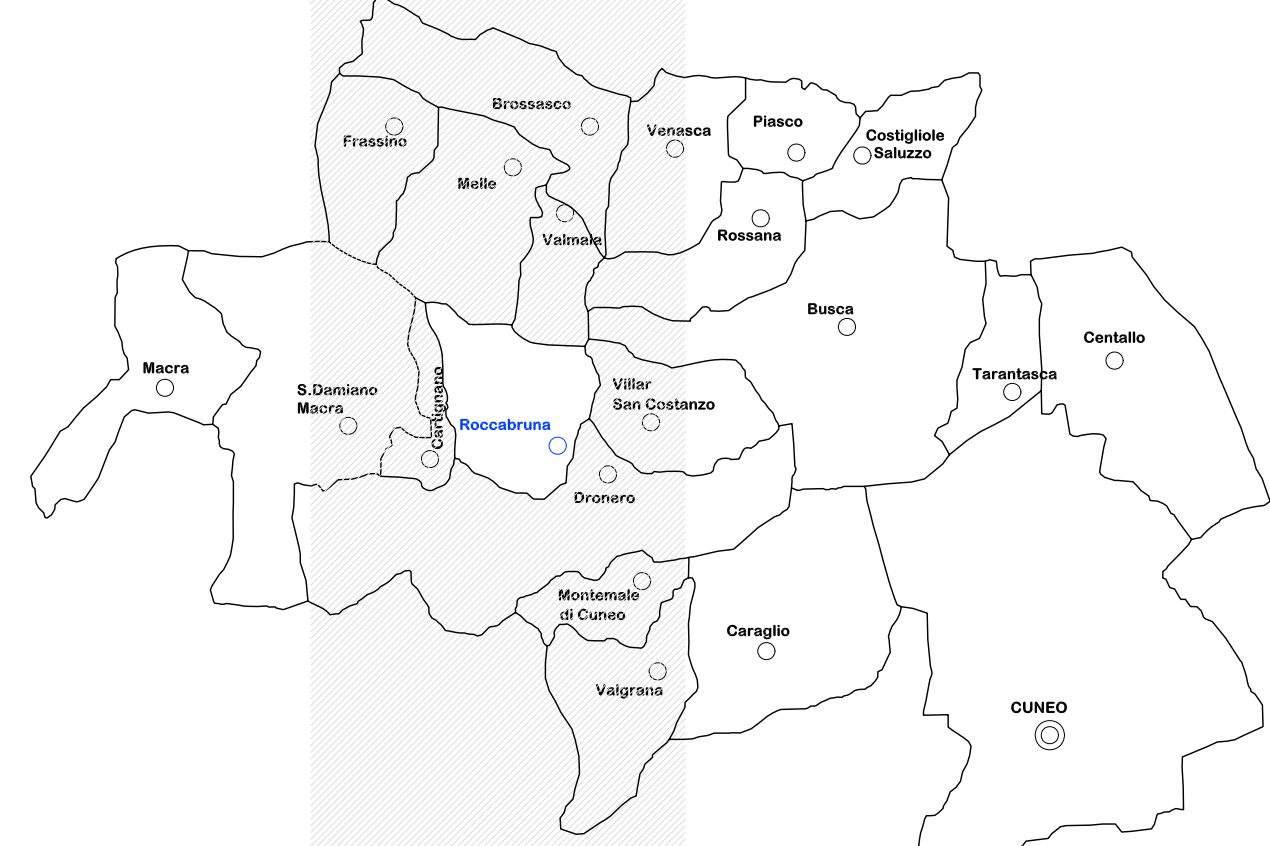 Brossasco
Frassino
Venasca
Piasco
Costigliole
Saluzzo
Melle
Valmala
Rossana
Busca
Centallo
Macra
Tarantasca
S.Damiano
Macra
Cartignano
Villar
San Costanzo
Roccabruna
Dronero
Montemale
di Cuneo
Caraglio
Valgrana
CUNEO